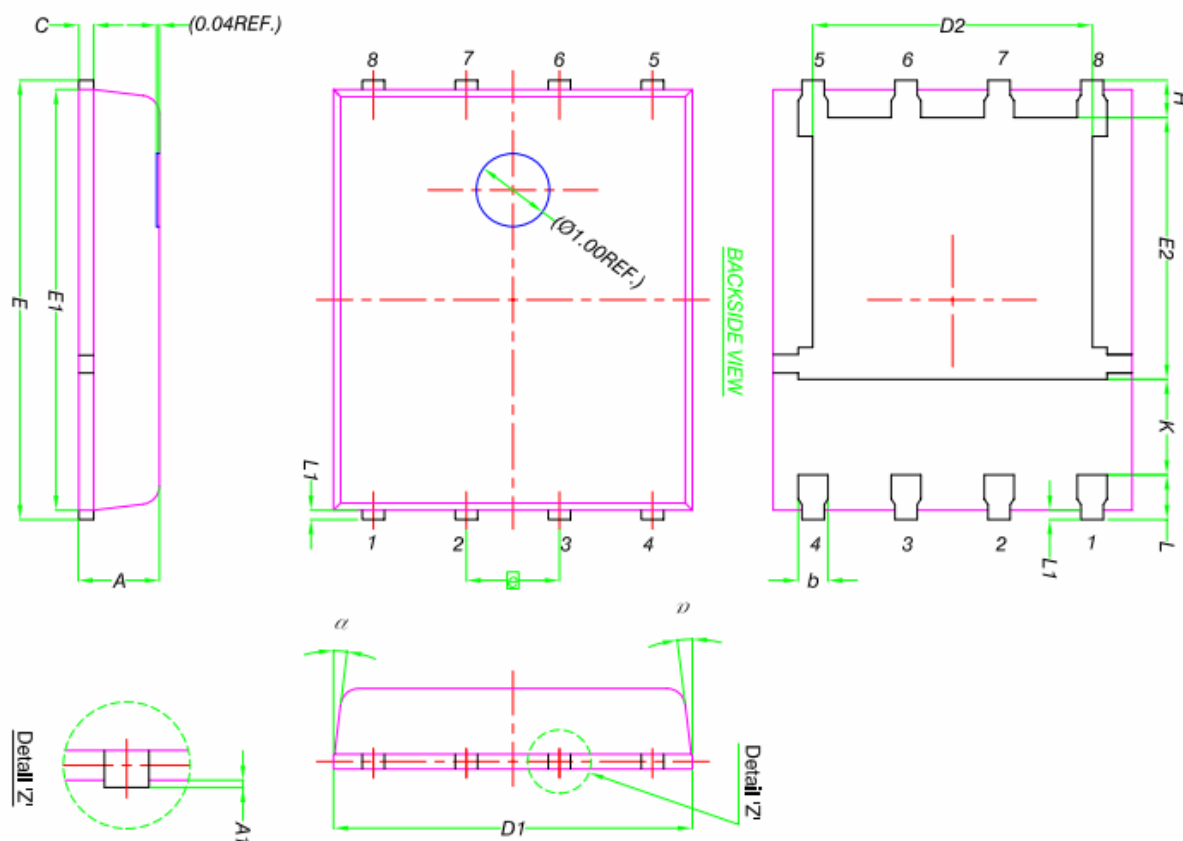 C
(0.04REF.)
E
E1
A
8
7
6
5
(Ø1.00REF.)
L1
1
2
3
4
e
BACKSIDE VIEW
D2
5
6
7
8
H
E2
K
L
L1
4
3
2
1
b
α
D1
Detail 'Z'
Detail 'Z'
A1